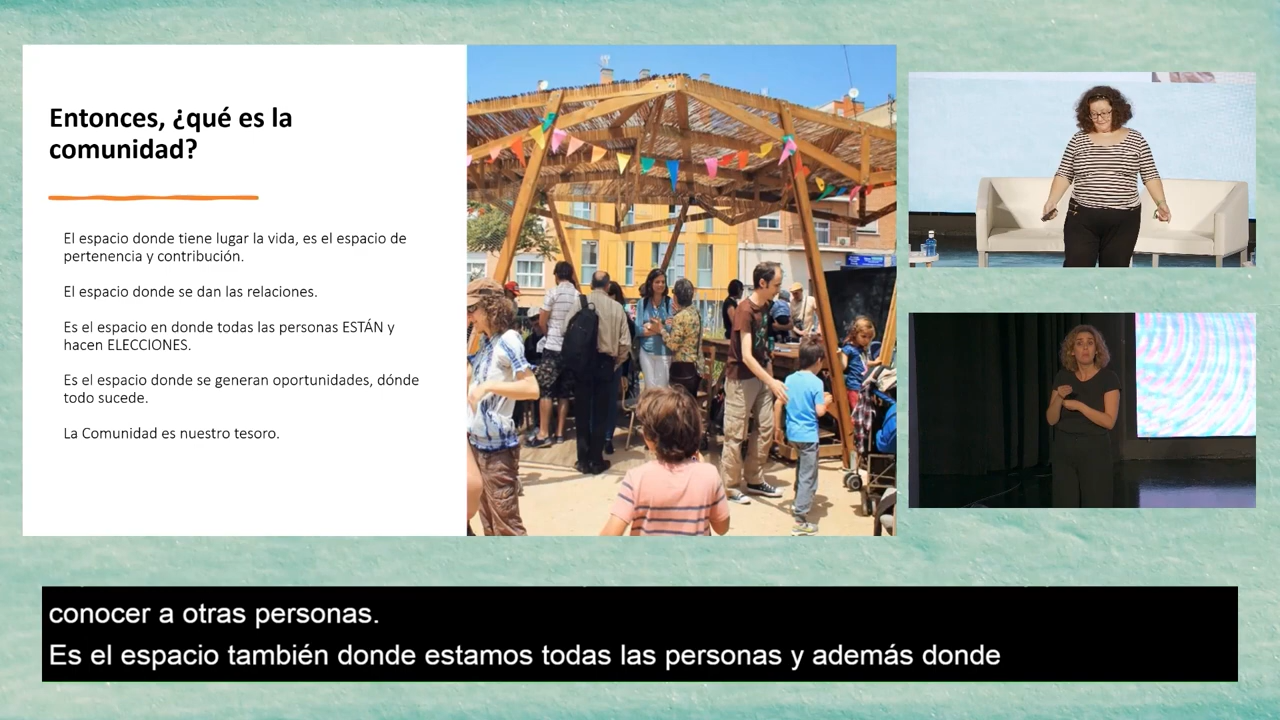 Entonces, ¿qué es la
comunidad?
El espacio donde tiene lugar la vida, es el espacio de
pertenencia y contribución.
El espacio donde se dan las relaciones.
Es el espacio en donde todas las personas ESTÁN y
hacen ELECCIONES.
Es el espacio donde se generan oportunidades, dónde
todo sucede.
La Comunidad es nuestro tesoro.
conocer a otras personas.
Es el espacio también donde estamos todas las personas y además donde